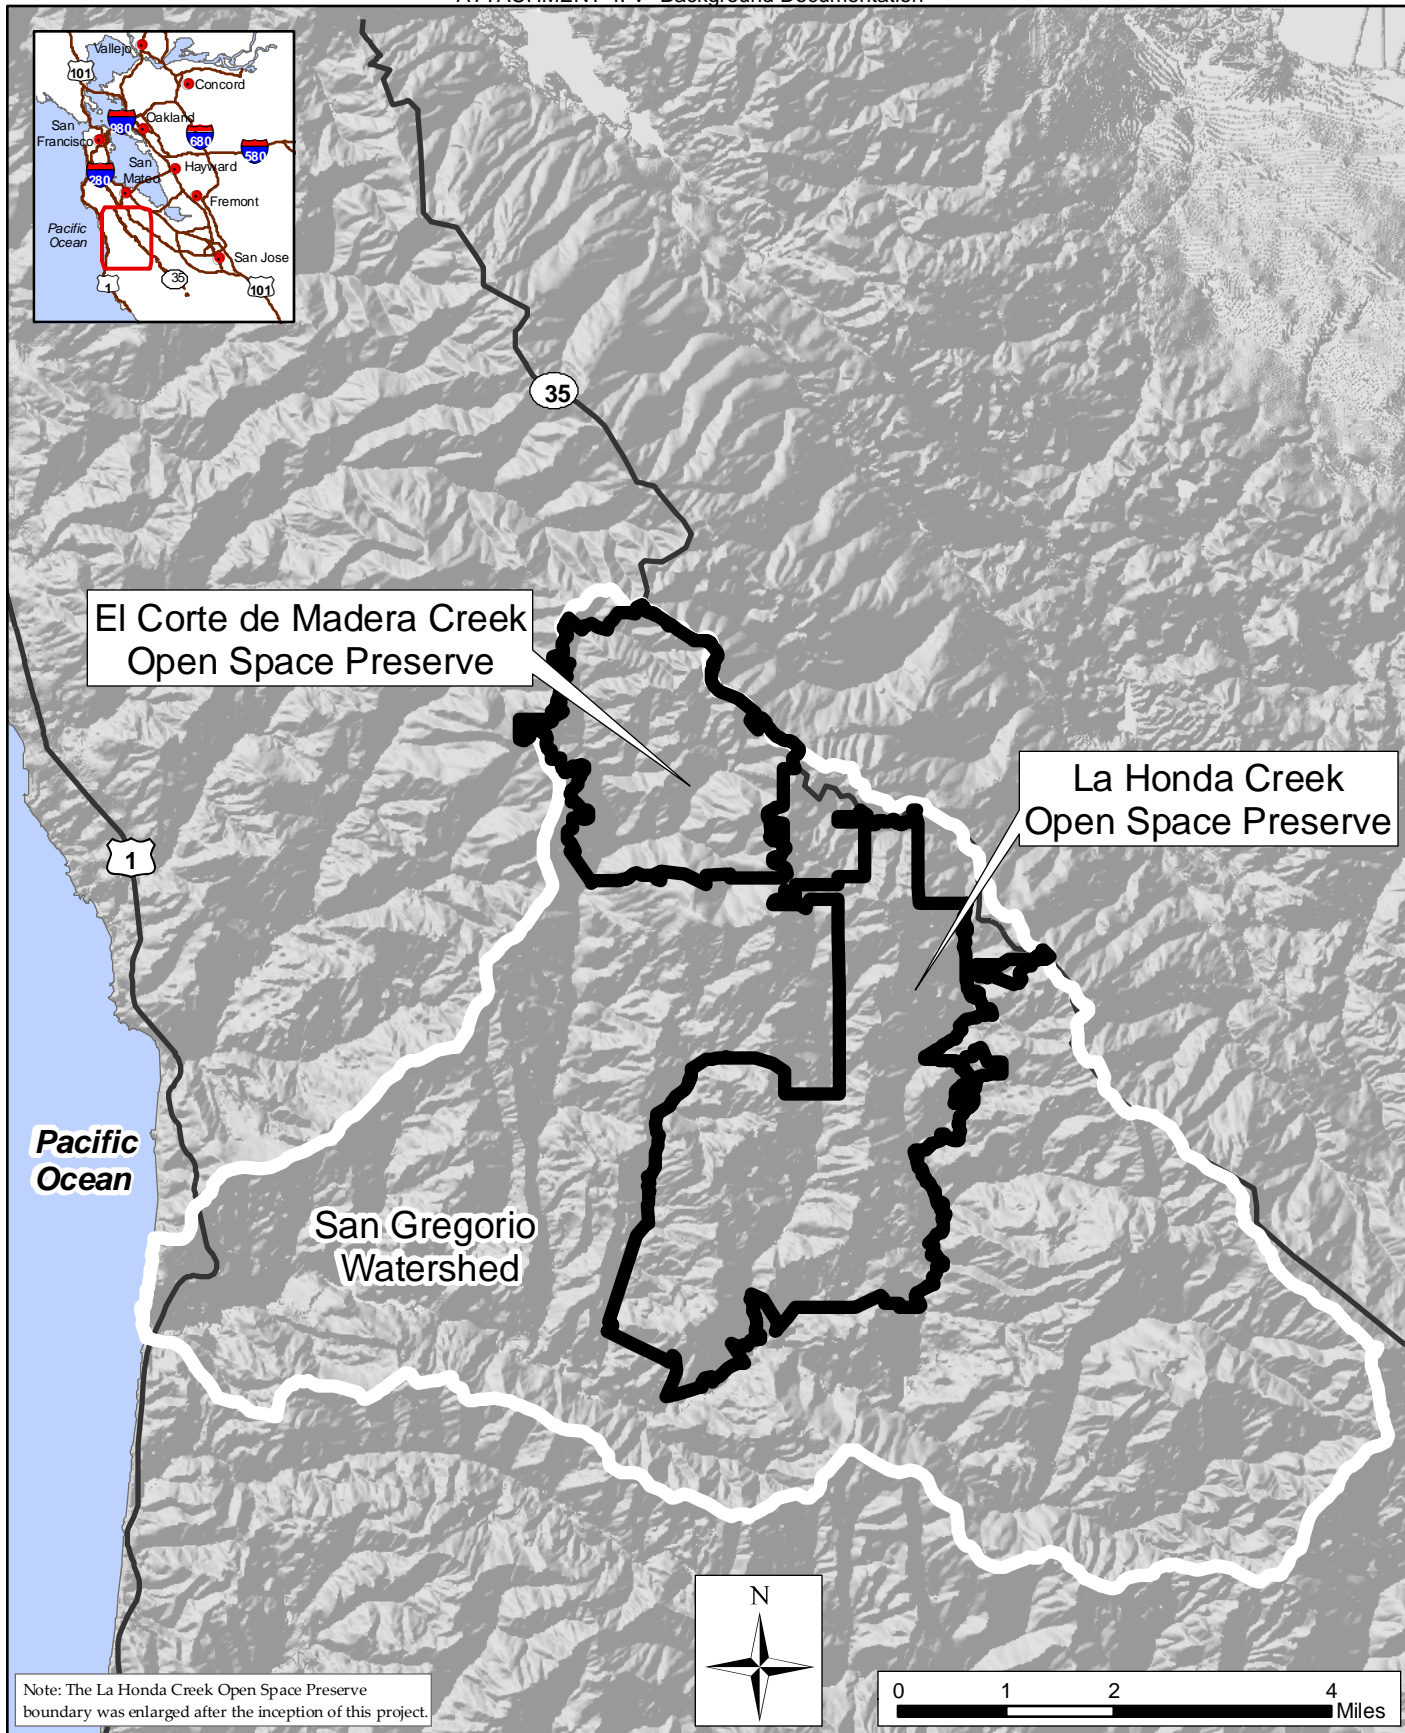 Vallejo
101
Concord
San
Francisco
980
Oakland
680
580
280
San
Mateo
Hayward
Fremont
Pacific
Ocean
San Jose
35
1
101
35
El Corte de Madera Creek
Open Space Preserve
La Honda Creek
Open Space Preserve
1
Pacific
Ocean
San Gregorio
Watershed
N
Note: The La Honda Creek Open Space Preserve
boundary was enlarged after the inception of this project.
0 1 2 4
Miles